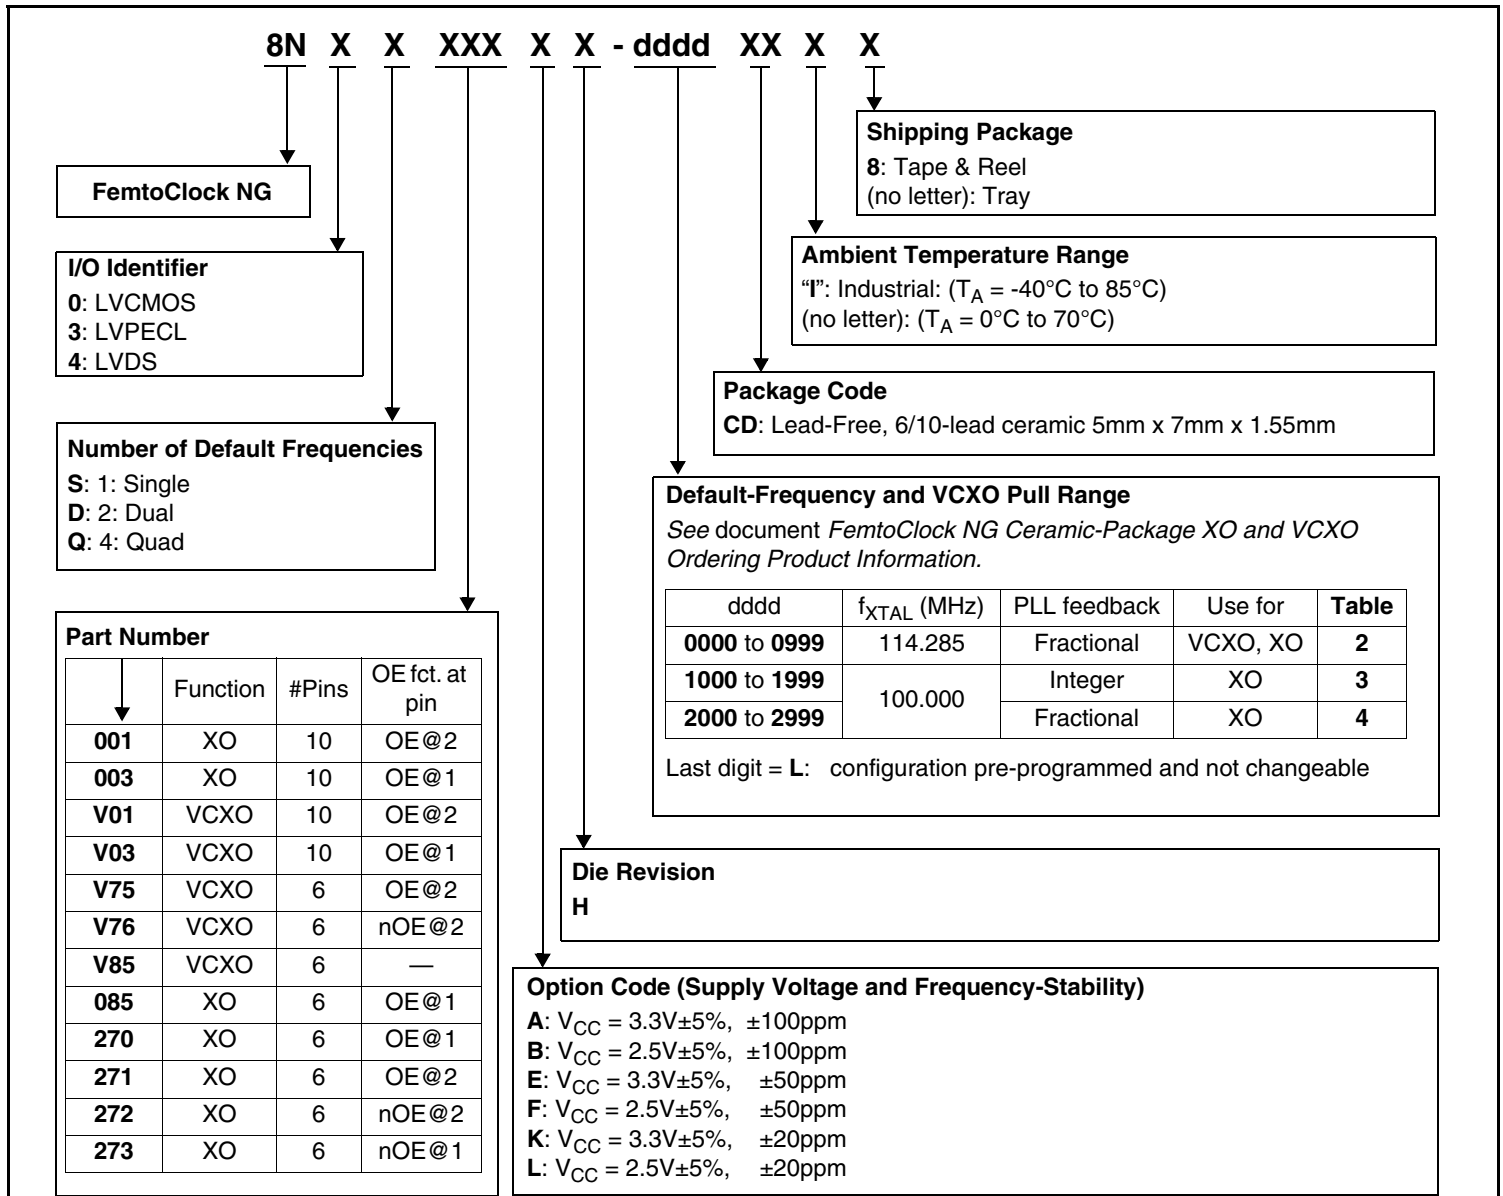 8N X X XXX X X - dddd XX X X
Shipping Package
8: Tape & Reel
(no letter): Tray
FemtoClock NG
Ambient Temperature Range
“I”: Industrial: (TA = -40°C to 85°C)
(no letter): (TA = 0°C to 70°C)
I/O Identifier
0: LVCMOS
3: LVPECL
4: LVDS
Package Code
CD: Lead-Free, 6/10-lead ceramic 5mm x 7mm x 1.55mm
Number of Default Frequencies
S: 1: Single
D: 2: Dual
Q: 4: Quad
Default-Frequency and VCXO Pull Range
See document FemtoClock NG Ceramic-Package XO and VCXO
Ordering Product Information.
dddd fXTAL (MHz) PLL feedback Use for Table
0000 to 0999 114.285 Fractional VCXO, XO 2
1000 to 1999 100.000 Integer XO 3
2000 to 2999 Fractional XO 4
Last digit = L: configuration pre-programmed and not changeable
Part Number
Function #Pins OE fct. at
pin
001 XO 10 OE@2
003 XO 10 OE@1
V01 VCXO 10 OE@2
V03 VCXO 10 OE@1
V75 VCXO 6 OE@2
V76 VCXO 6 nOE@2
V85 VCXO 6 —
085 XO 6 OE@1
270 XO 6 OE@1
271 XO 6 OE@2
272 XO 6 nOE@2
273 XO 6 nOE@1
Die Revision
H
Option Code (Supply Voltage and Frequency-Stability)
A: VCC = 3.3V±5%, ±100ppm
B: VCC = 2.5V±5%, ±100ppm
E: VCC = 3.3V±5%, ±50ppm
F: VCC = 2.5V±5%, ±50ppm
K: VCC = 3.3V±5%, ±20ppm
L: VCC = 2.5V±5%, ±20ppm